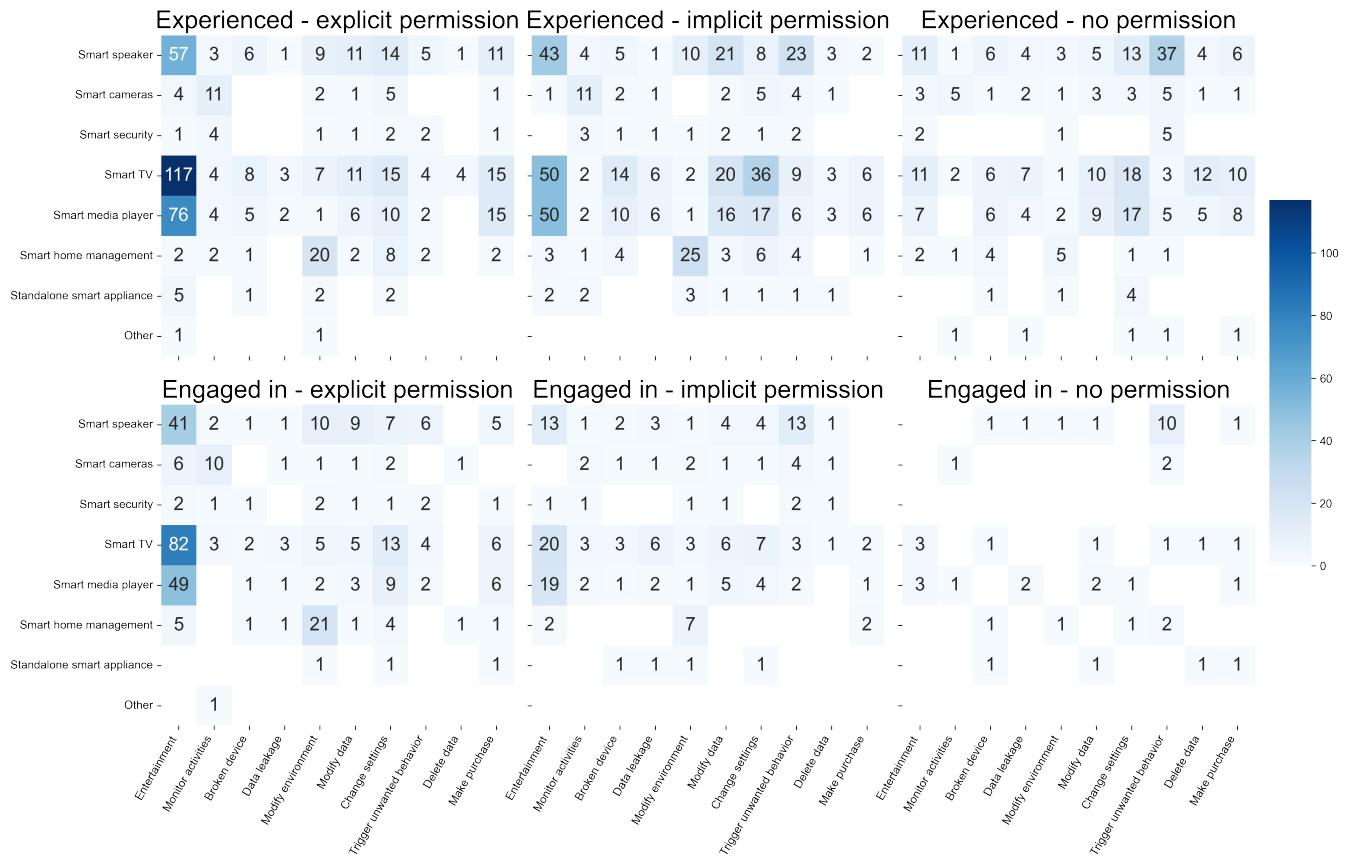 Experienced - explicit permission Experienced - implicit permission Experienced - no permission
Smart speaker 57 3 6 1 9 11 14 5 1 11 43 4 5 1 10 21 8 23 3 2 11 1 6 4 3 5 13 37 4 6
Smart cameras 4 11 2 1 5 1 1 11 2 1 2 5 4 1 3 5 1 2 1 3 3 5 1 1
Smart security 1 4 1 1 2 2 1 3 1 1 1 2 1 2 2 1 5
Smart TV 117 4 8 3 7 11 15 4 4 15 50 2 14 6 2 20 36 9 3 6 11 2 6 7 1 10 18 3 12 10
Smart media player 76 4 5 2 1 6 10 2 15 50 2 10 6 1 16 17 6 3 6 7 6 4 2 9 17 5 5 8
Smart home management 2 2 1 20 2 8 2 2 3 1 4 25 3 6 4 1 2 1 4 5 1 1
Standalone smart appliance 5 1 2 2 2 2 3 1 1 1 1 1 1 4
Other 1 1 1 1 1 1 1
100
80
60
40
20
0
Engaged in - explicit permission Engaged in - implicit permission Engaged in - no permission
Smart speaker 41 2 1 1 10 9 7 6 5 13 1 2 3 1 4 4 13 1 1 1 1 1 10 1
Smart cameras 6 10 1 1 1 2 1 2 1 1 2 1 1 4 1 1 2
Smart security 2 1 1 2 1 1 2 1 1 1 1 1 2 1
Smart TV 82 3 2 3 5 5 13 4 6 20 3 3 6 3 6 7 3 1 2 3 1 1 1 1 1
Smart media player 49 1 1 2 3 9 2 6 19 2 1 2 1 5 4 2 1 3 1 2 2 1 1
Smart home management 5 1 1 21 1 4 1 1 2 7 2 1 1 1 2
Standalone smart appliance 1 1 1 1 1 1 1 1 1 1 1
Other 1
Entertainment Monitor activities Broken device Data leakage Modify environment Modify data Change settings Trigger unwanted behavior Delete data Make purchase
Entertainment Monitor activities Broken device Data leakage Modify environment Modify data Change settings Trigger unwanted behavior Delete data Make purchase
Entertainment Monitor activities Broken device Data leakage Modify environment Modify data Change settings Trigger unwanted behavior Delete data Make purchase